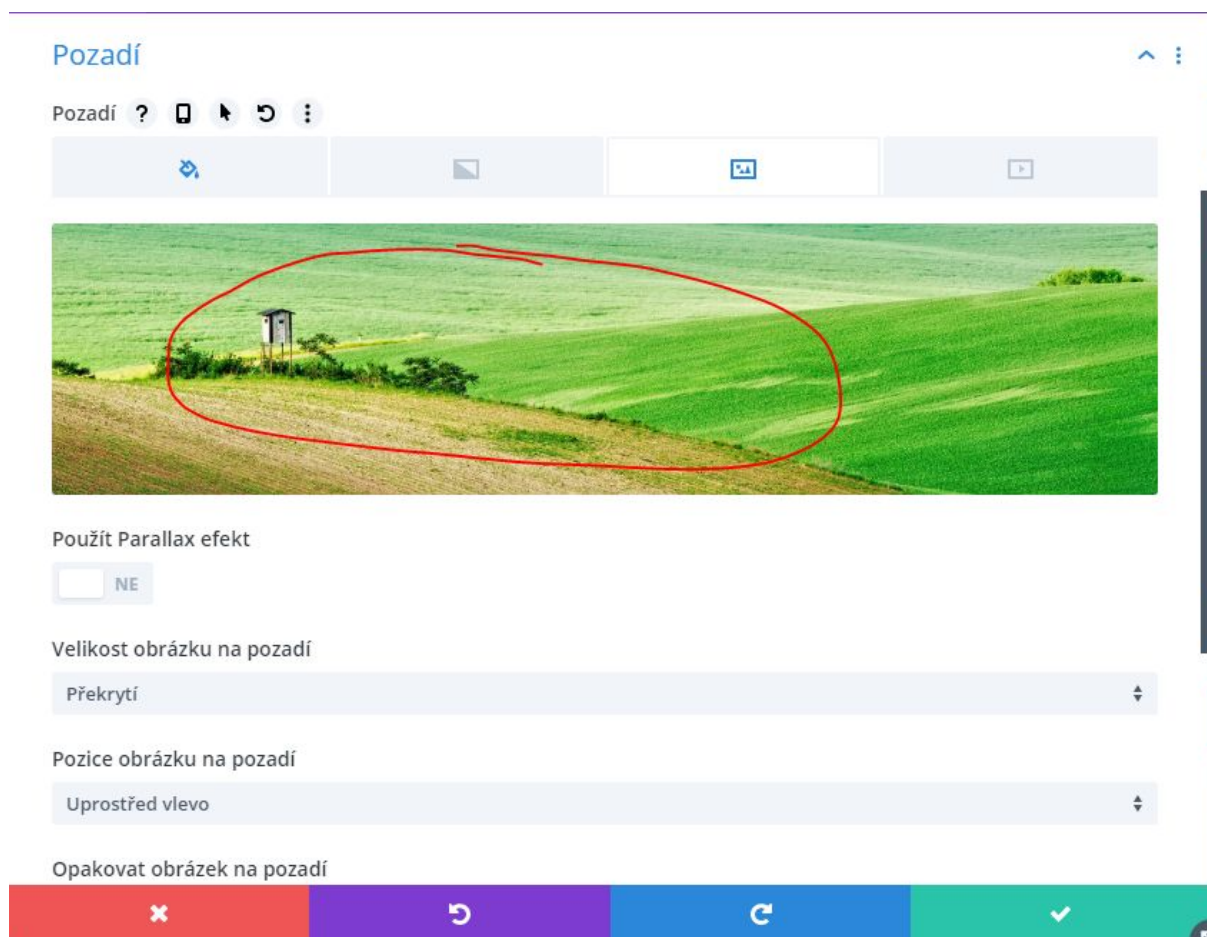 Pozadí
Pozadí ?
Použít Parallax efekt
NE
Velikost obrázku na pozadí
Překrytí
Pozice obrázku na pozadí
Uprostřed vlevo
Opakovat obrázek na pozadí